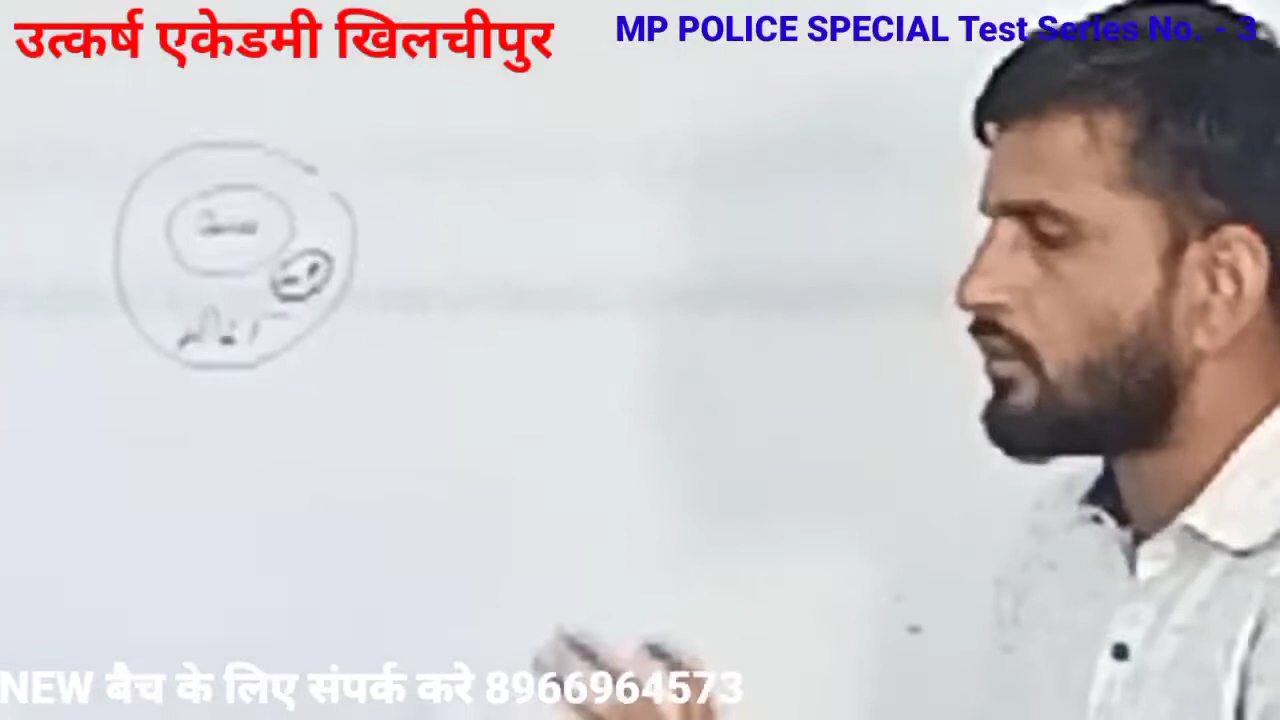 उत्कर्ष एकेडमी खिलचीपुर
MP POLICE SPECIAL Test Series No. - 3
NEW बैच के लिए संपर्क करे 8966964573